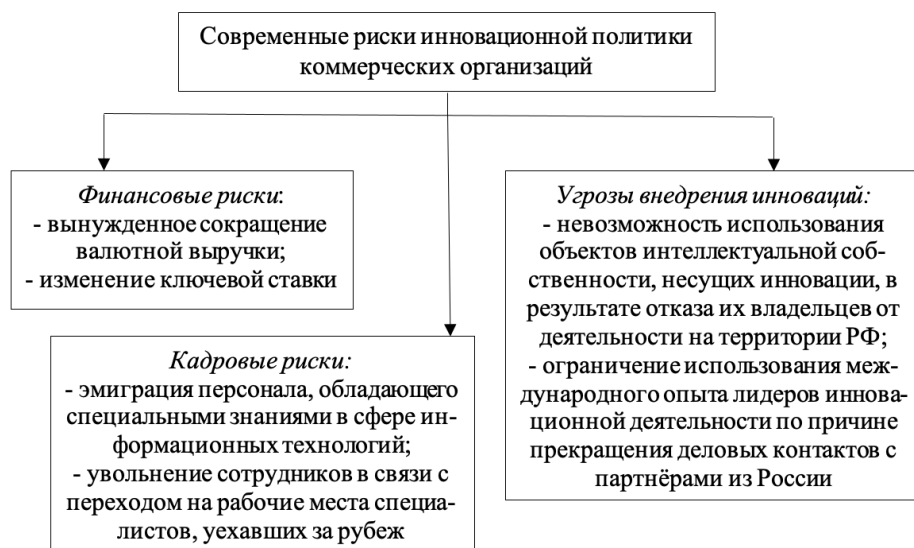 Современные риски инновационной политики
коммерческих организаций
Финансовые риски:
- вынужденное сокращение
валютной выручки;
- изменение ключевой ставки
Кадровые риски:
- эмиграция персонала, обладающего
специальными знаниями в сфере ин-
формационных технологий;
- увольнение сотрудников в связи с
переходом на рабочие места специа-
листов, уехавших за рубеж
Угрозы внедрения инноваций:
- невозможность использования
объектов интеллектуальной соб-
ственности, несущих инновации, в
результате отказа их владельцев от
деятельности на территории РФ;
- ограничение использования меж-
дународного опыта лидеров иннова-
ционной деятельности по причине
прекращения деловых контактов с
партнёрами из России